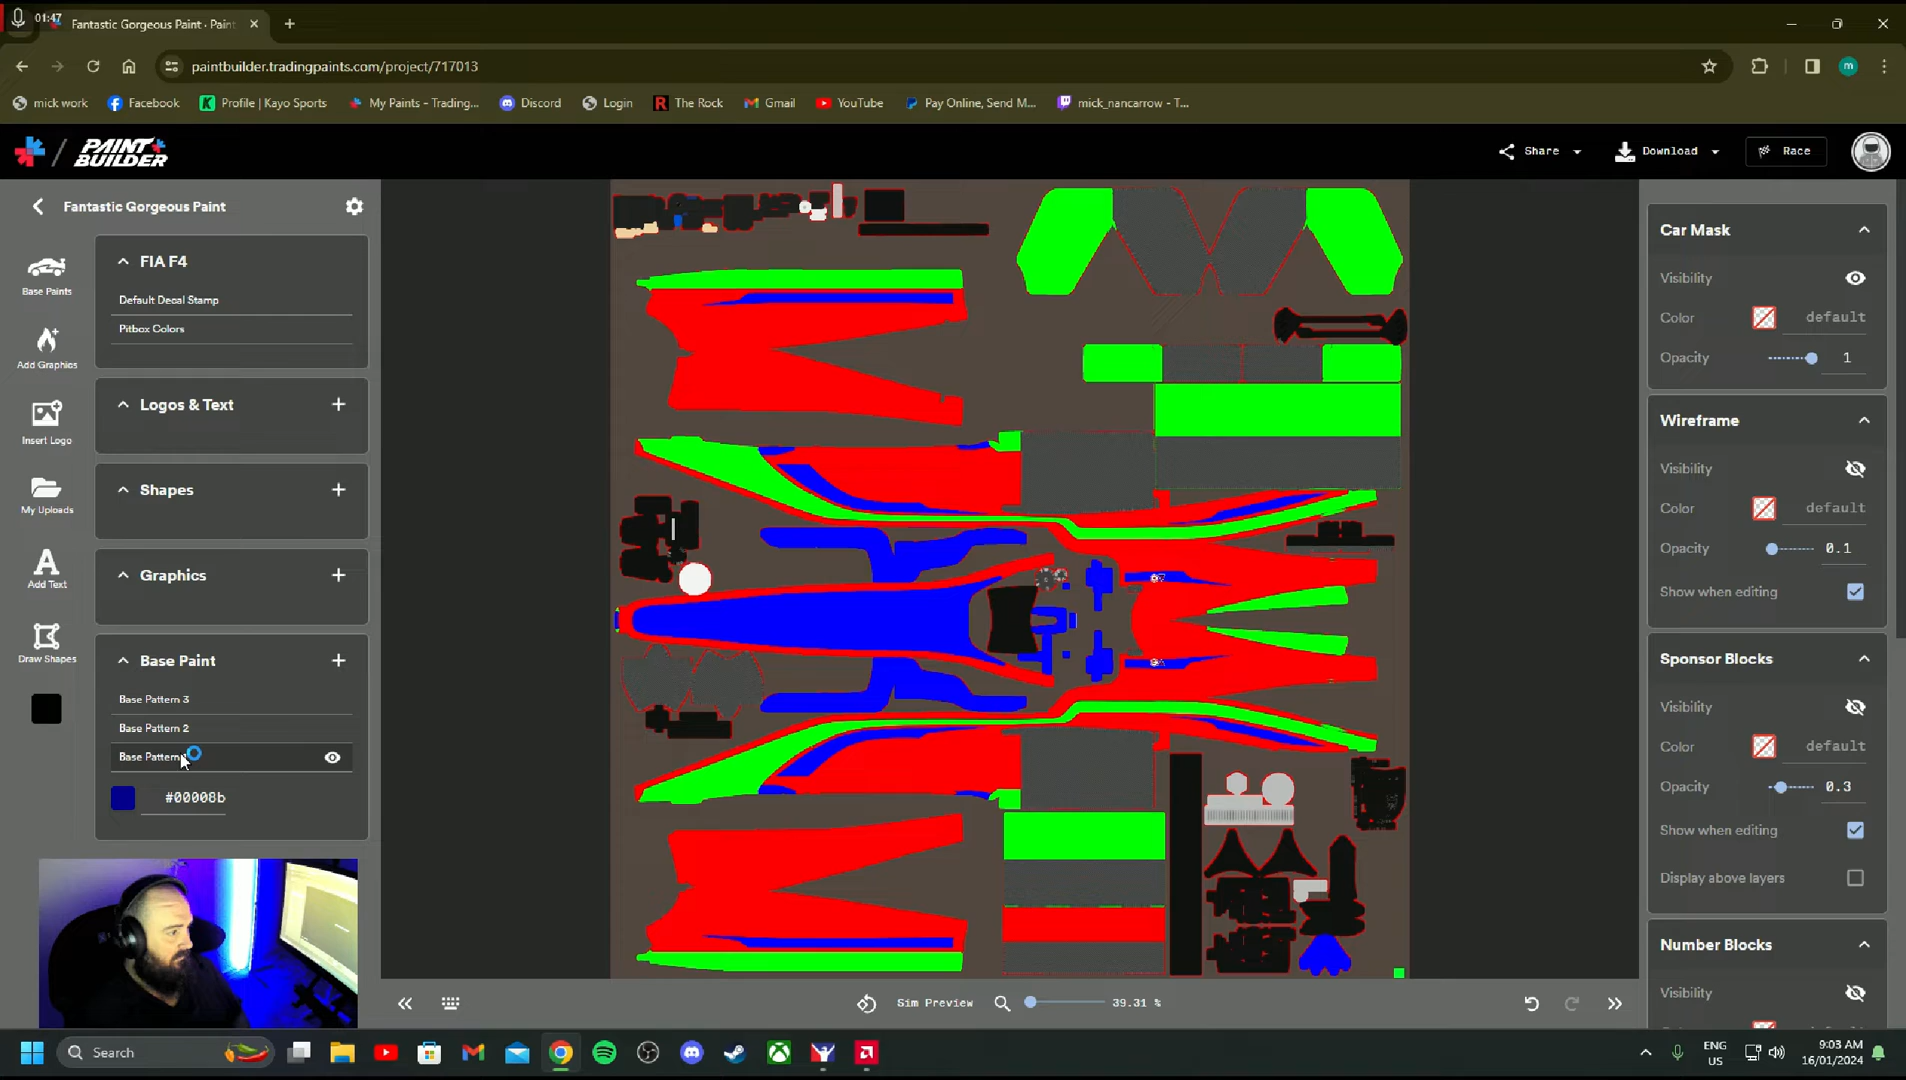 01:47
Fantastic Gorgeous Paint · Paint
paintbuilder.tradingpaints.com/project/717013
m
mick work
Facebook
Profile | Kayo Sports
My Paints – Trading...
Discord
Login
The Rock
Gmail
YouTube
Pay Online, Send M...
mick_nancarrow - T...
PAINT BUILDER
Share
Download
Race
Fantastic Gorgeous Paint
Base Paints
Add Graphics
Insert Logo
My Uploads
Add Text
Draw Shapes
FIA F4
Default Decal Stamp
Pitbox Colors
Logos & Text
Shapes
Graphics
Base Paint
Base Pattern 3
Base Pattern 2
Base Pattern
#00008b
Car Mask
Visibility
Color default
Opacity 1
Wireframe
Visibility
Color default
Opacity 0.1
Show when editing
Sponsor Blocks
Visibility
Color default
Opacity 0.3
Show when editing
Display above layers
Number Blocks
Visibility
Sim Preview
39.31 %
Search
ENG
US
9:03 AM
16/01/2024